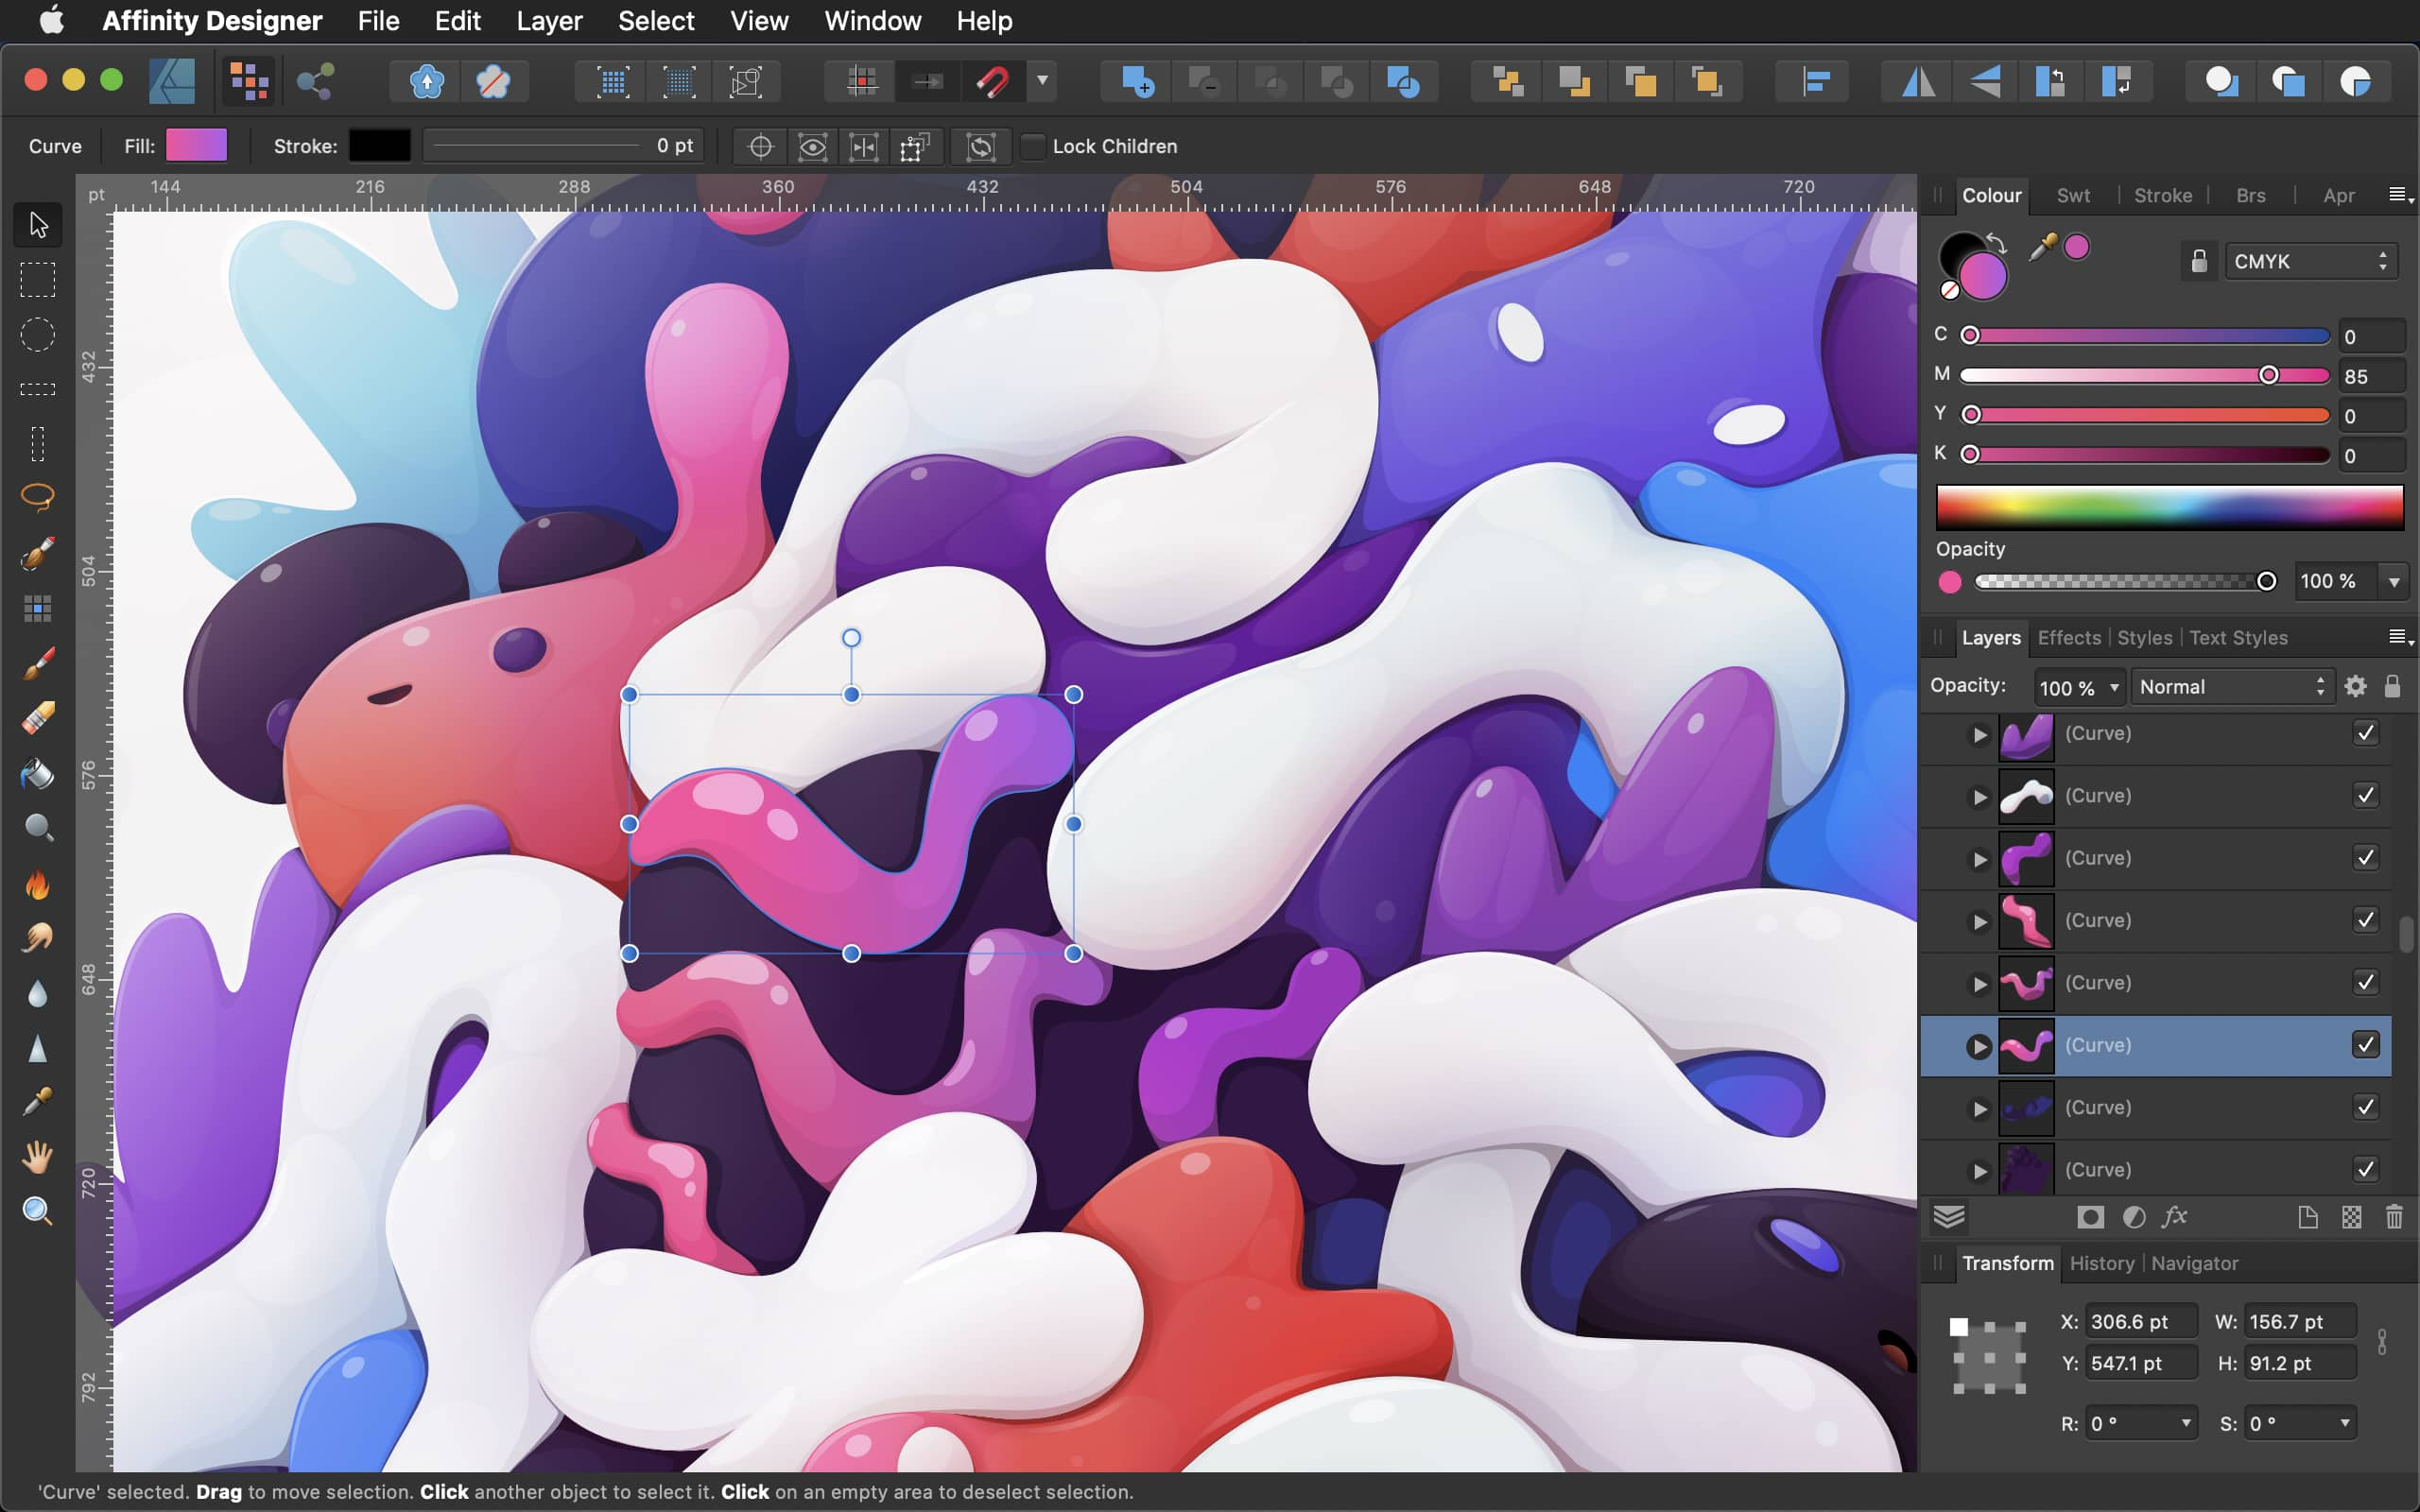 Affinity Designer File Edit Layer Select View Window Help
Curve Fill: Stroke: 0 pt Lock Children
pt 144 216 288 360 432 504 576 648 720
432
504
576
648
720
792
Colour Swt Stroke Brs Apr
CMYK
C 0
M 85
Y 0
K 0
Opacity
100 %
Layers Effects Styles Text Styles
Opacity: 100 % Normal
(Curve)
(Curve)
(Curve)
(Curve)
(Curve)
(Curve)
(Curve)
(Curve)
fx
Transform History Navigator
X: 306.6 pt W: 156.7 pt
Y: 547.1 pt H: 91.2 pt
R: 0 ° S: 0 °
'Curve' selected. Drag to move selection. Click another object to select it. Click on an empty area to deselect selection.